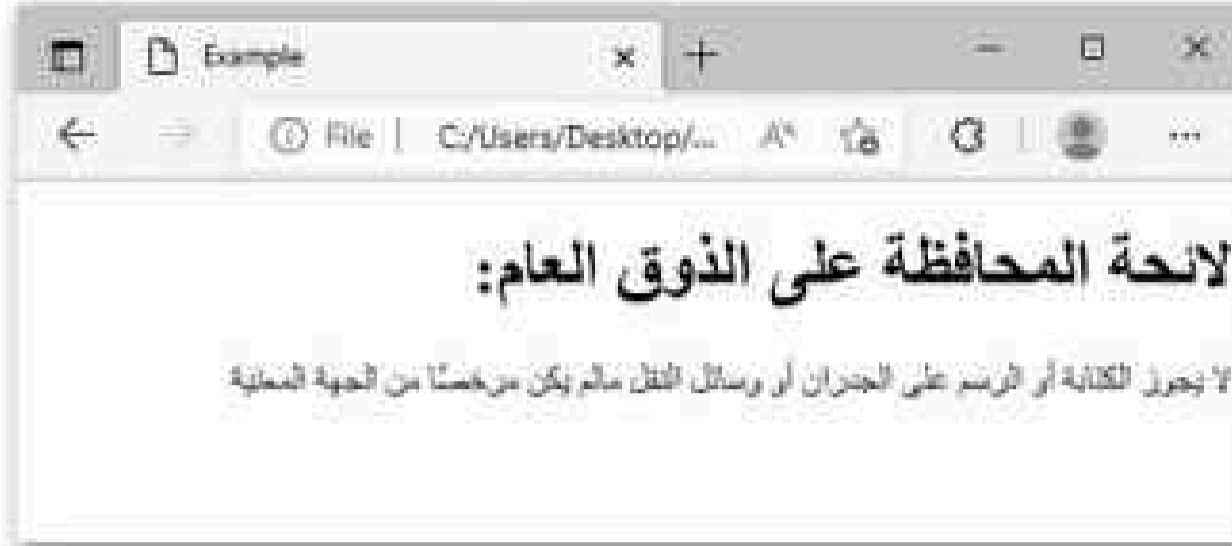 Example
File | C:/Users/Desktop/...
لائحة المحافظة على الذوق العام:
لا يجوز الكتابة أو الرسم على الجدران أو وسائل النقل مالم يكن مرخصًا من الجهة المعنية